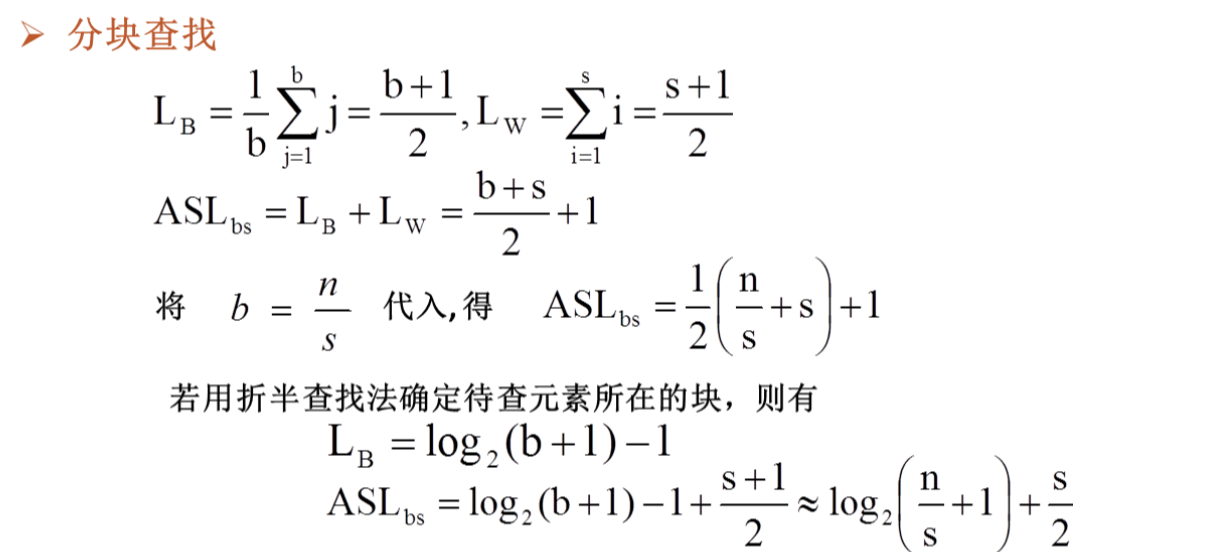 ➢ 分块查找
L_B = \frac{1}{b} \sum_{j=1}^{b} j = \frac{b+1}{2}, L_W = \sum_{i=1}^{s} i = \frac{s+1}{2}
ASL_{bs} = L_B + L_W = \frac{b+s}{2} + 1
将 b = \frac{n}{s} 代入,得 ASL_{bs} = \frac{1}{2} \left( \frac{n}{s} + s \right) + 1
若用折半查找法确定待查元素所在的块，则有
L_B = \log_2 (b+1) - 1
ASL_{bs} = \log_2 (b+1) - 1 + \frac{s+1}{2} ≈ \log_2 \left( \frac{n}{s} + 1 \right) + \frac{s}{2}